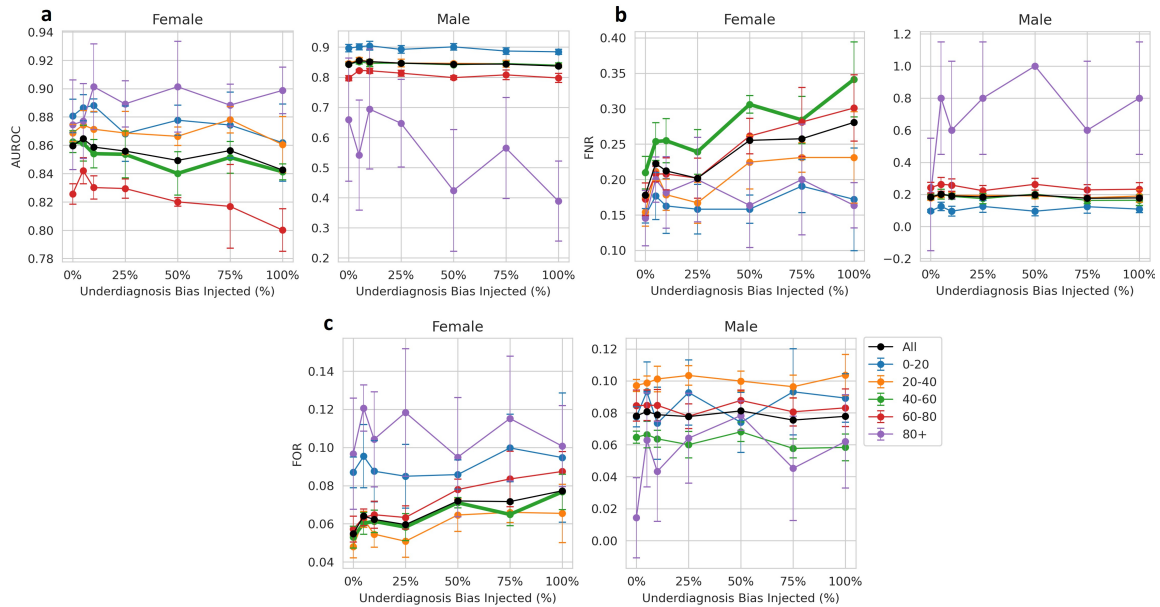 a
Female
Male
AUROC
0.94
0.92
0.90
0.88
0.86
0.84
0.82
0.80
0.78
0.9
0.8
0.7
0.6
0.5
0.4
0.3
0.2
0% 25% 50% 75% 100%
Underdiagnosis Bias Injected (%)
0% 25% 50% 75% 100%
Underdiagnosis Bias Injected (%)
b
Female
Male
FNR
0.40
0.35
0.30
0.25
0.20
0.15
0.10
1.2
1.0
0.8
0.6
0.4
0.2
0.0
−0.2
0% 25% 50% 75% 100%
Underdiagnosis Bias Injected (%)
0% 25% 50% 75% 100%
Underdiagnosis Bias Injected (%)
c
Female
Male
FOR
0.14
0.12
0.10
0.08
0.06
0.04
0.12
0.10
0.08
0.06
0.04
0.02
0.00
0% 25% 50% 75% 100%
Underdiagnosis Bias Injected (%)
0% 25% 50% 75% 100%
Underdiagnosis Bias Injected (%)
All
0-20
20-40
40-60
60-80
80+